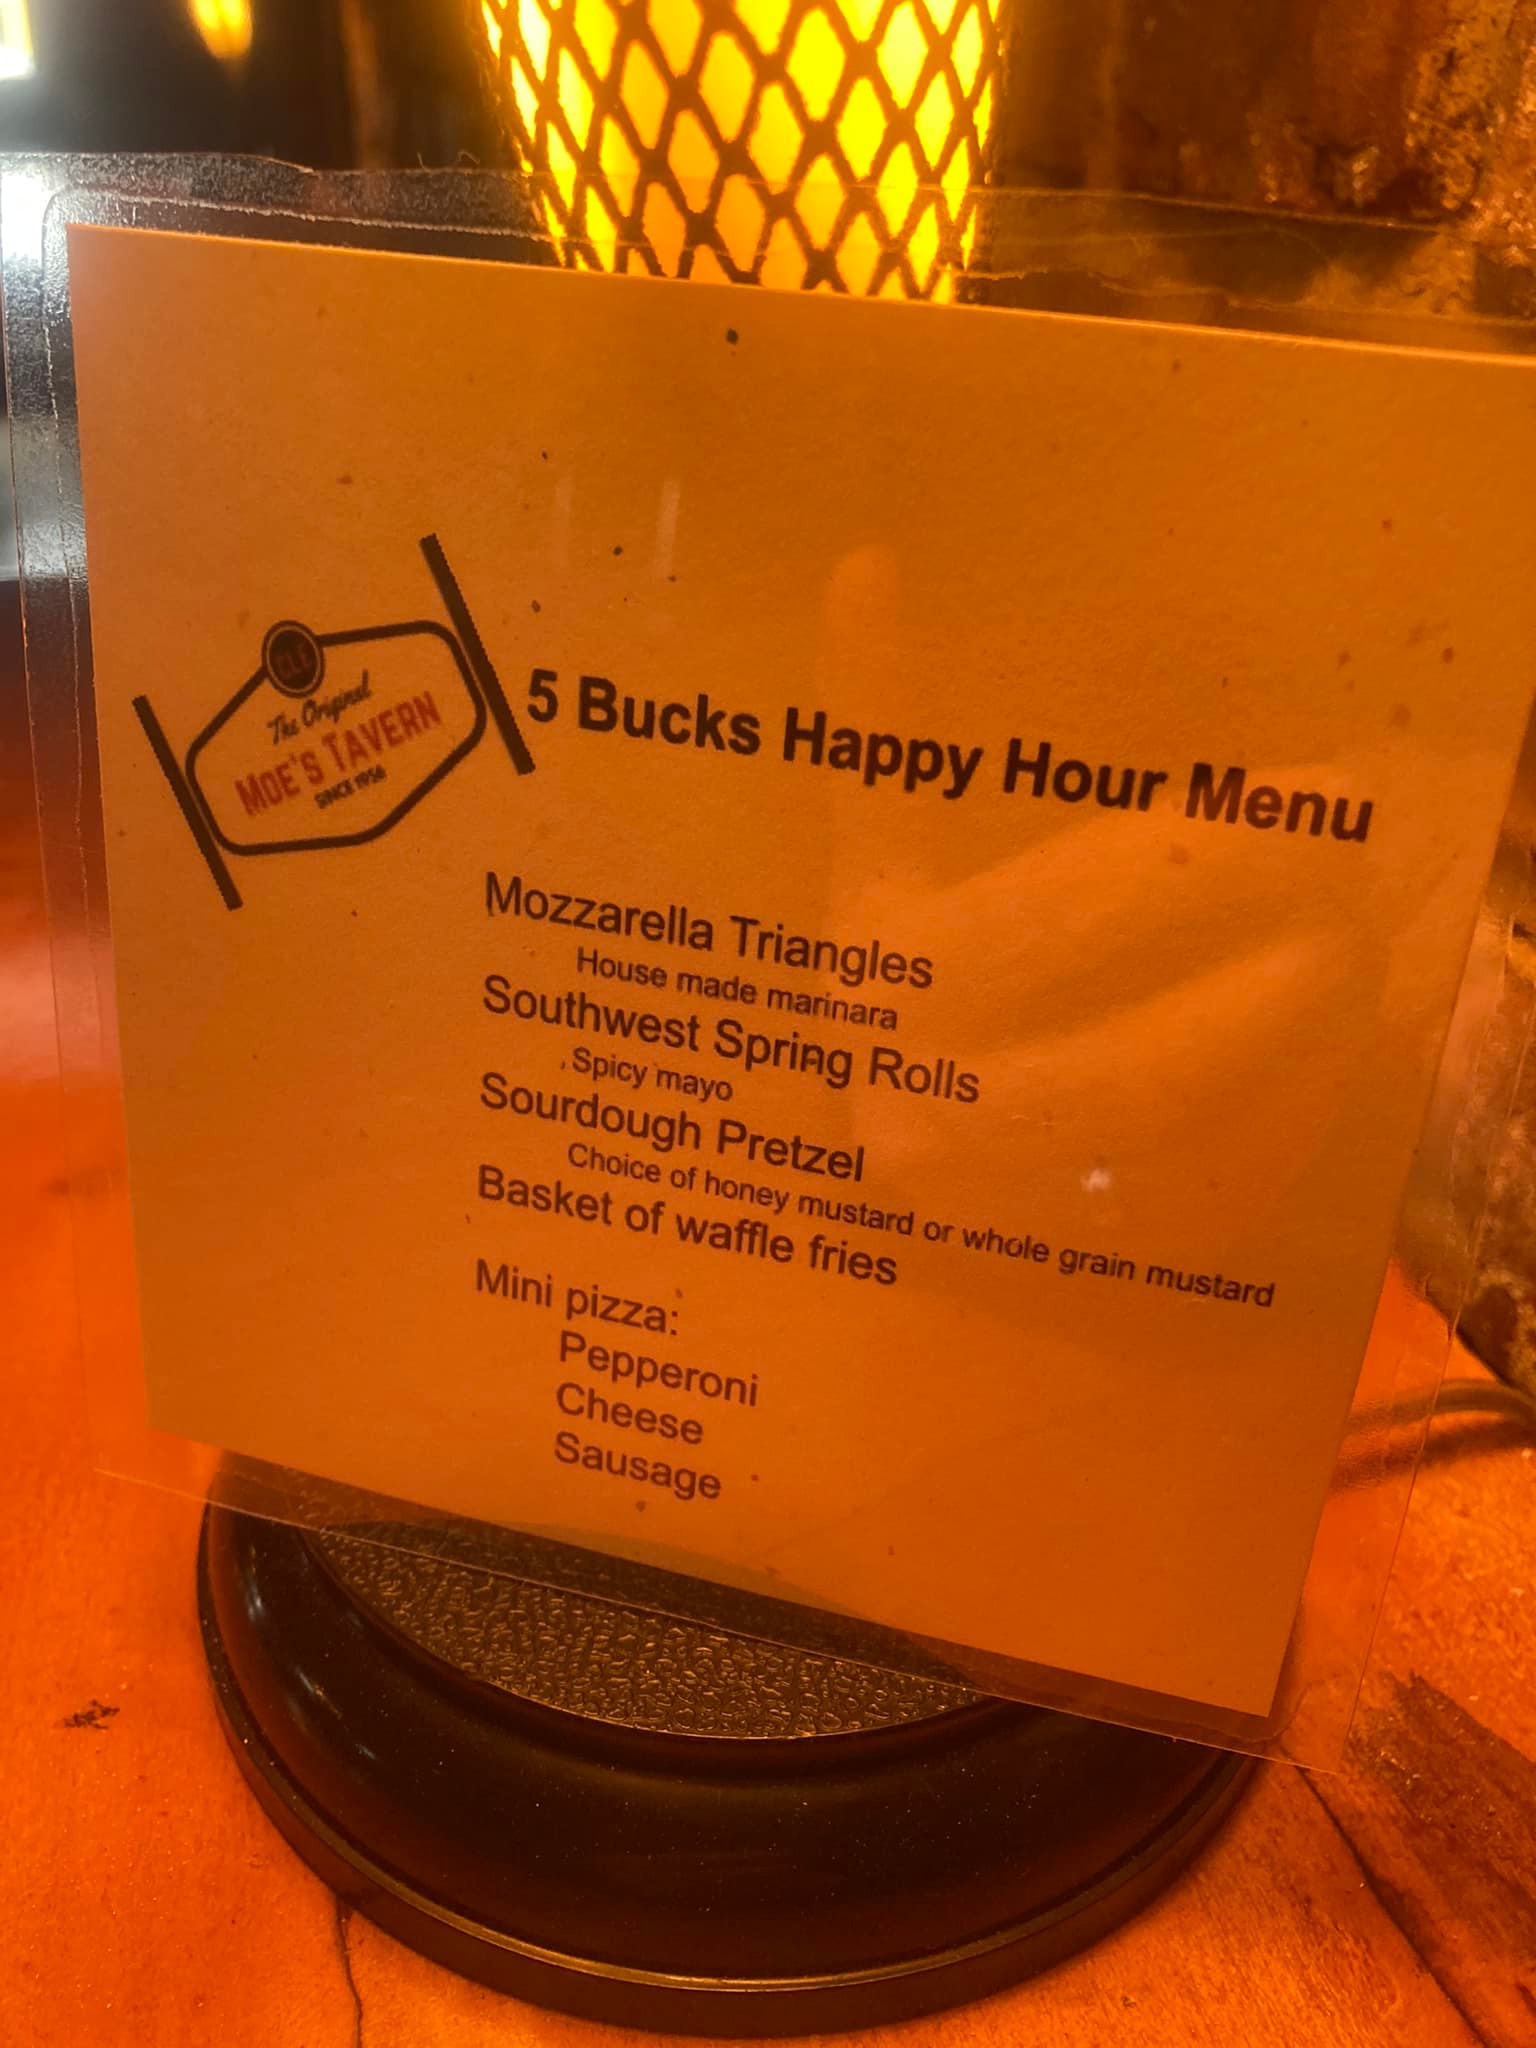 CLE
The Original
MOE'S TAVERN
SINCE 1956
5 Bucks Happy Hour Menu
Mozzarella Triangles
House made marinara
Southwest Spring Rolls
Spicy mayo
Sourdough Pretzel
Choice of honey mustard or whole grain mustard
Basket of waffle fries
Mini pizza:
Pepperoni
Cheese
Sausage